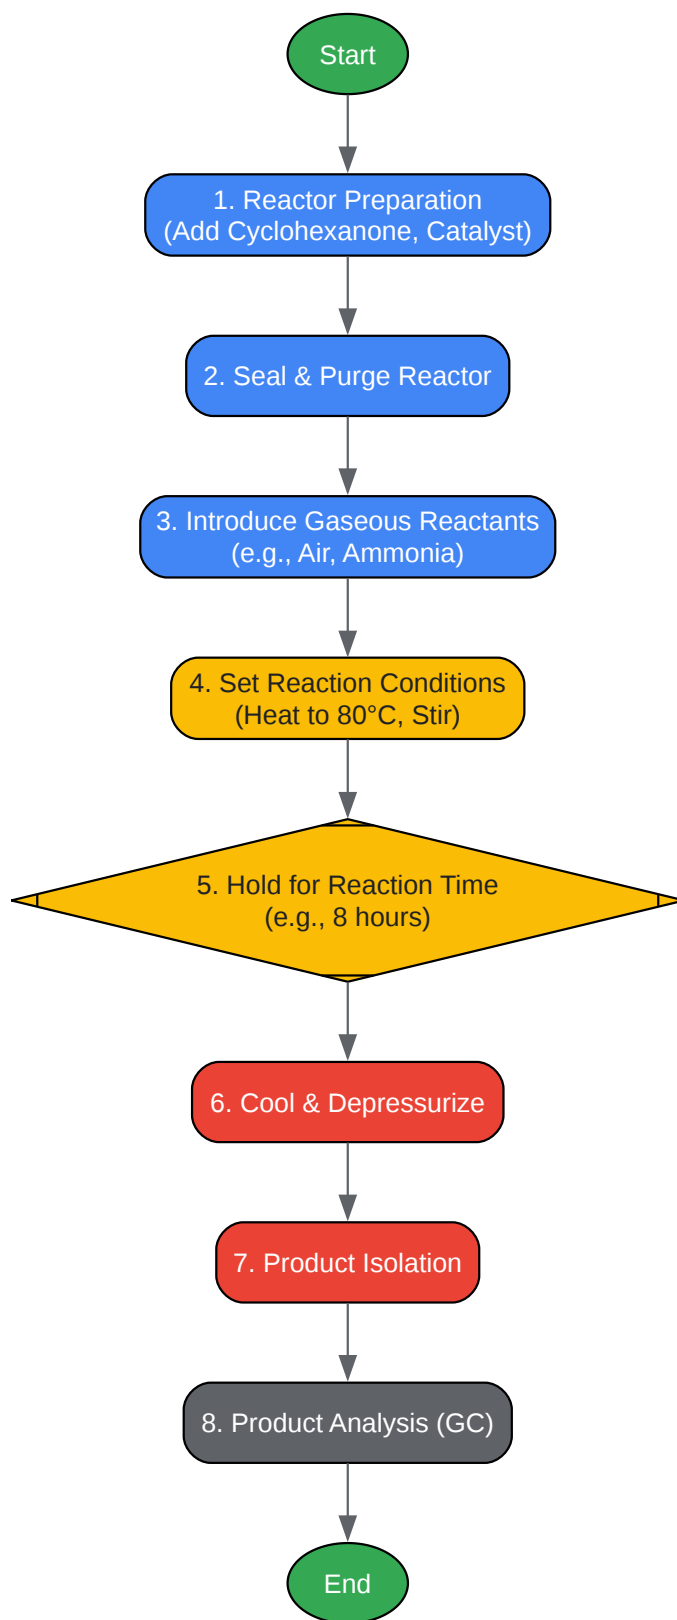 Start
1. Reactor Preparation
(Add Cyclohexanone, Catalyst)
2. Seal & Purge Reactor
3. Introduce Gaseous Reactants
(e.g., Air, Ammonia)
4. Set Reaction Conditions
(Heat to 80°C, Stir)
5. Hold for Reaction Time
(e.g., 8 hours)
6. Cool & Depressurize
7. Product Isolation
8. Product Analysis (GC)
End